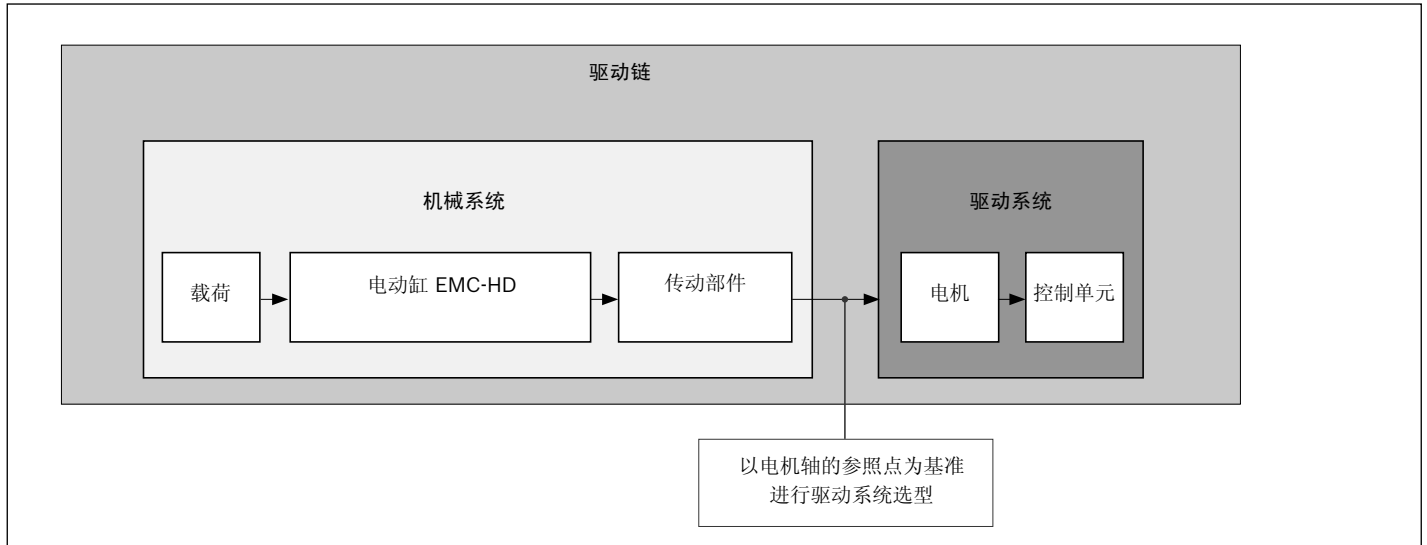 驱动链
机械系统
驱动系统
载荷
电动缸 EMC-HD
传动部件
电机
控制单元
以电机轴的参照点为基准
进行驱动系统选型